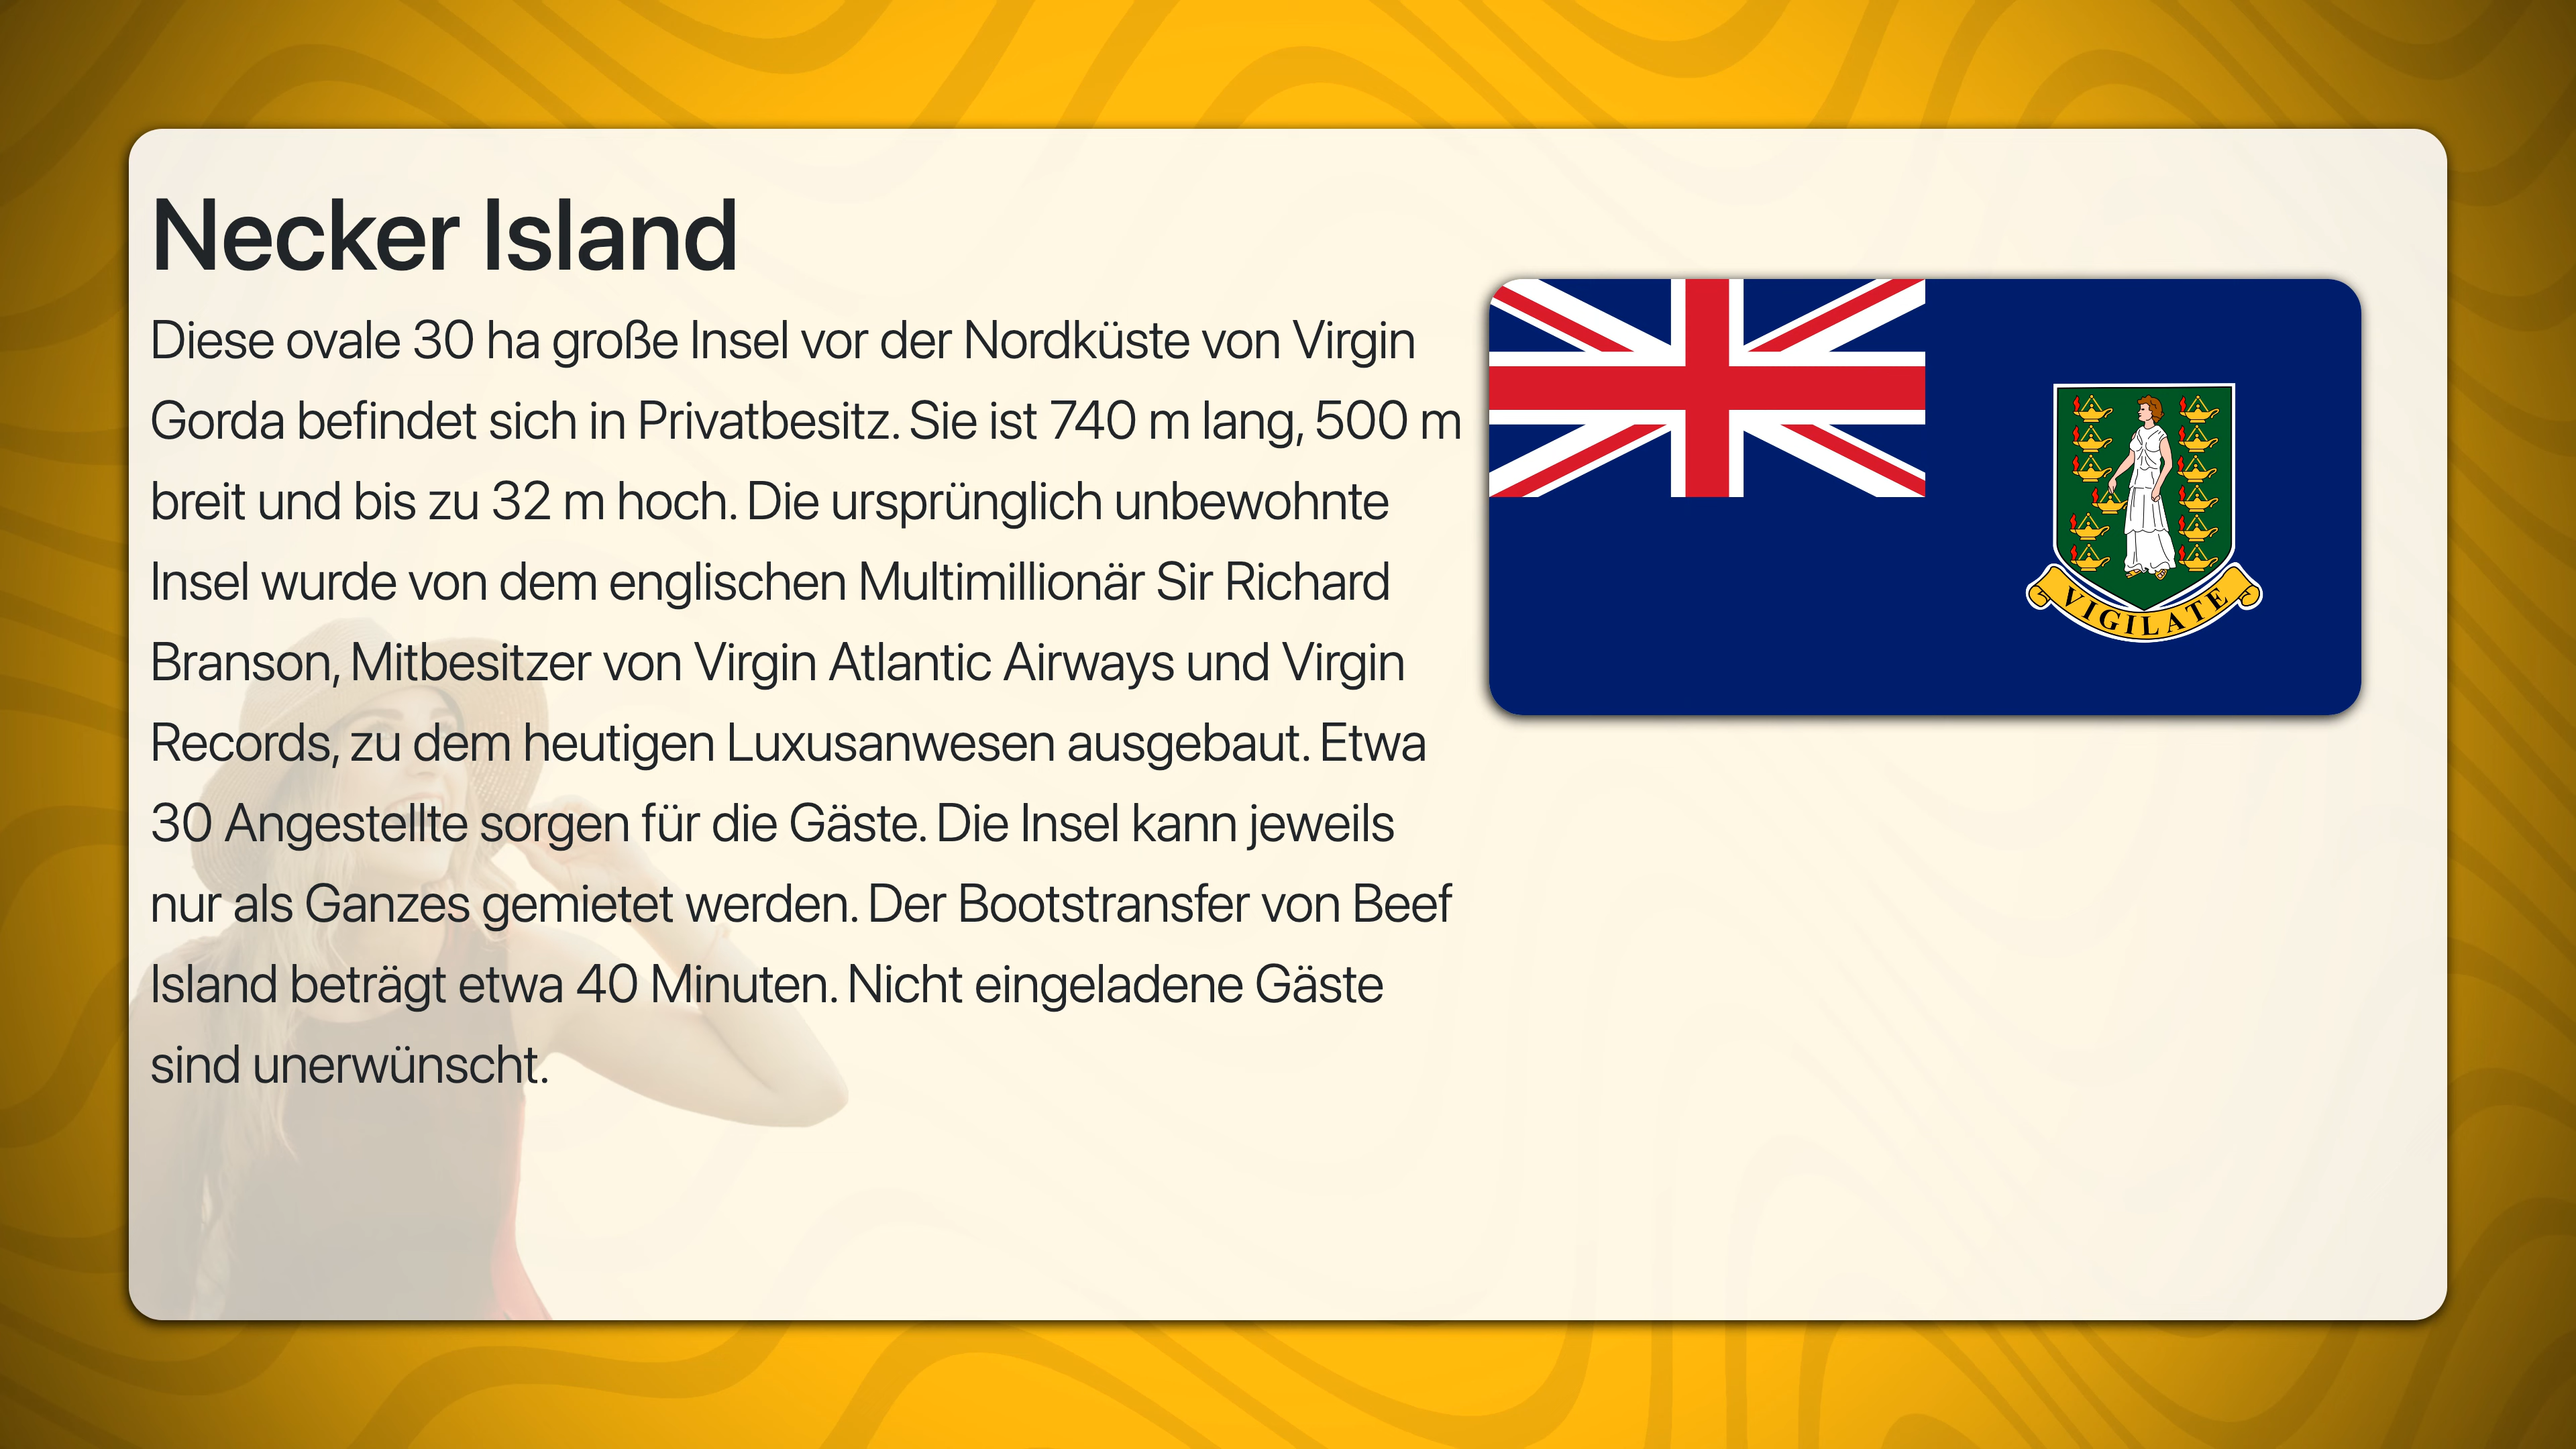 Necker Island
Diese ovale 30 ha große Insel vor der Nordküste von Virgin
Gorda befindet sich in Privatbesitz. Sie ist 740 m lang, 500 m
breit und bis zu 32 m hoch. Die ursprünglich unbewohnte
Insel wurde von dem englischen Multimillionär Sir Richard
Branson, Mitbesitzer von Virgin Atlantic Airways und Virgin
Records, zu dem heutigen Luxusanwesen ausgebaut. Etwa
30 Angestellte sorgen für die Gäste. Die Insel kann jeweils
nur als Ganzes gemietet werden. Der Bootstransfer von Beef
Island beträgt etwa 40 Minuten. Nicht eingeladene Gäste
sind unerwünscht.
VIGILATE